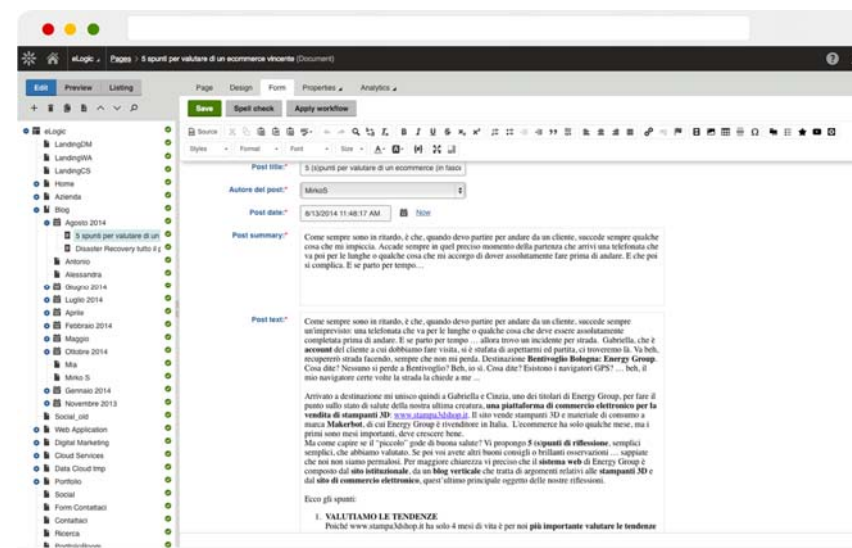 eLogic
Pages > 5 spunti per valutare di un ecommerce vincente (Document)
Edit Preview Listing
Page Design Form Properties Analytics
Save Spell check Apply workflow
Source
Styles Format Font Size
eLogic
LandingDM
LandingWA
LandingCS
Home
Azienda
Blog
Agosto 2014
5 spunti per valutare di un
Disaster Recovery tutto il p
Antonio
Alessandra
Giugno 2014
Luglio 2014
Aprile
Febbraio 2014
Maggio
Ottobre 2014
Mia
Mirko S
Gennaio 2014
Novembre 2013
Social_old
Web Application
Digital Marketing
Cloud Services
Data Cloud tmp
Portfolio
Social
Form Contattaci
Contattaci
Ricerca
PortfolioRoom
Post title:* 5 (s)punti per valutare di un ecommerce (in fasci
Autore del post:* MirkoS
Post date:* 8/13/2014 11:48:17 AM Now
Post summary:* Come sempre sono in ritardo, è che, quando devo partire per andare da un cliente, succede sempre qualche
cosa che mi impiccia. Accade sempre in quel preciso momento della partenza che arrivi una telefonata che
va poi per le lunghe o qualche cosa che mi accorgo di dover assolutamente fare prima di andare. E che poi
si complica. E se parto per tempo…
Post text:* Come sempre sono in ritardo, è che, quando devo partire per andare da un cliente, succede sempre
un'imprevisto: una telefonata che va per le lunghe o qualche cosa che deve essere assolutamente
completata prima di andare. E se parto per tempo … allora trovo un incidente per strada. Gabriella, che è
account del cliente a cui dobbiamo fare visita, si è stufata di aspettarmi ed partita, ci troveremo là. Va beh,
recupererò strada facendo, sempre che non mi perda. Destinazione Bentivoglio Bologna: Energy Group.
Cosa dite? Nessuno si perde a Bentivoglio? Beh, io sì. Cosa dite? Esistono i navigatori GPS? …. beh, il
mio navigatore certe volte la strada la chiede a me ...
Arrivato a destinazione mi unisco quindi a Gabriella e Cinzia, uno dei titolari di Energy Group, per fare il
punto sullo stato di salute della nostra ultima creatura, una piattaforma di commercio elettronico per la
vendita di stampanti 3D: www.stampa3dshop.it. Il sito vende stampanti 3D e materiale di consumo a
marca Makerbot, di cui Energy Group è rivenditore in Italia. L'ecommerce ha solo qualche mese, ma i
primi sono mesi importanti, deve crescere bene.
Ma come capire se il "piccolo" gode di buona salute? Vi propongo 5 (s)punti di riflessione, semplici
semplici, che abbiamo valutato. Se poi voi avete altri buoni consigli o brillanti osservazioni … sappiate
che noi non siamo permalosi. Per maggiore chiarezza vi preciso che il sistema web di Energy Group è
composto dal sito istituzionale, da un blog verticale che tratta di argomenti relativi alle stampanti 3D e
dal sito di commercio elettronico, quest'ultimo principale oggetto delle nostre riflessioni.
Ecco gli spunti:
1. VALUTIAMO LE TENDENZE
Poiché www.stampa3dshop.it ha solo 4 mesi di vita è per noi più importante valutare le tendenze